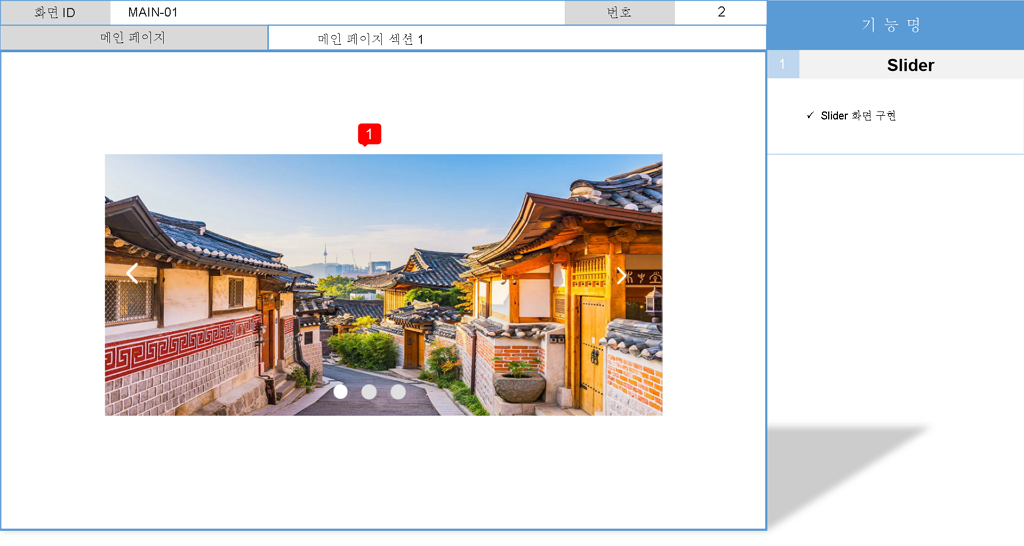 화면 ID MAIN-01 번호 2
메인 페이지 메인 페이지 섹션 1
기 능 명
1 Slider
✓ Slider 화면 구현
1